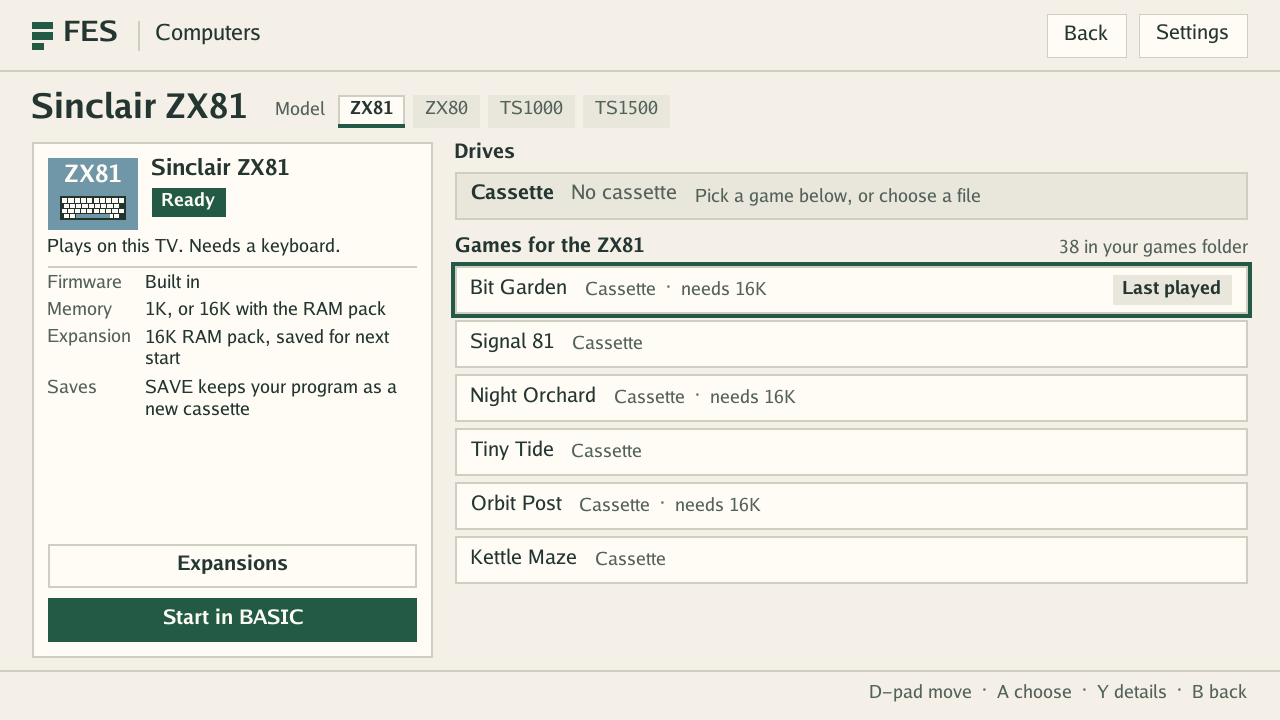 FES
Computers
Back
Settings
Sinclair ZX81
Model
ZX81
ZX80
TS1000
TS1500
ZX81
Sinclair ZX81
Ready
Plays on this TV. Needs a keyboard.
Firmware Built in
Memory 1K, or 16K with the RAM pack
Expansion 16K RAM pack, saved for next
start
Saves SAVE keeps your program as a
new cassette
Expansions
Start in BASIC
Drives
Cassette No cassette Pick a game below, or choose a file
Games for the ZX81 38 in your games folder
Bit Garden Cassette · needs 16K Last played
Signal 81 Cassette
Night Orchard Cassette · needs 16K
Tiny Tide Cassette
Orbit Post Cassette · needs 16K
Kettle Maze Cassette
D–pad move · A choose · Y details · B back